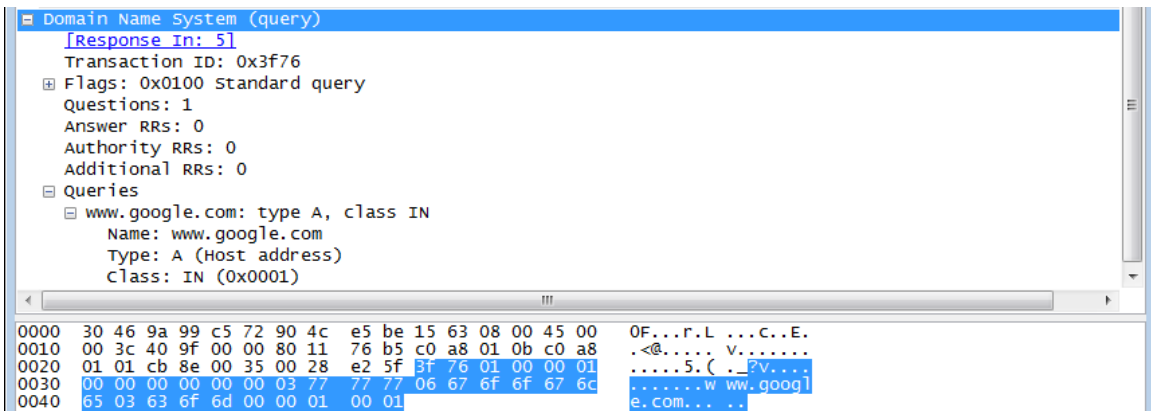 Domain Name System (query)
[Response In: 5]
Transaction ID: 0x3f76
Flags: 0x0100 Standard query
Questions: 1
Answer RRs: 0
Authority RRs: 0
Additional RRs: 0
Queries
www.google.com: type A, class IN
Name: www.google.com
Type: A (Host address)
Class: IN (0x0001)
0000 30 46 9a 99 c5 72 90 4c e5 be 15 63 08 00 45 00 0F...r.L ...c..E.
0010 00 3c 40 9f 00 00 80 11 76 b5 c0 a8 01 0b c0 a8 .<@..... v.......
0020 01 01 cb 8e 00 35 00 28 e2 5f 3f 76 01 00 00 01 .....5.( ._?v....
0030 00 00 00 00 00 00 03 77 77 77 06 67 6f 6f 67 6c .......w ww.googl
0040 65 03 63 6f 6d 00 00 01 00 01 e.com... ..